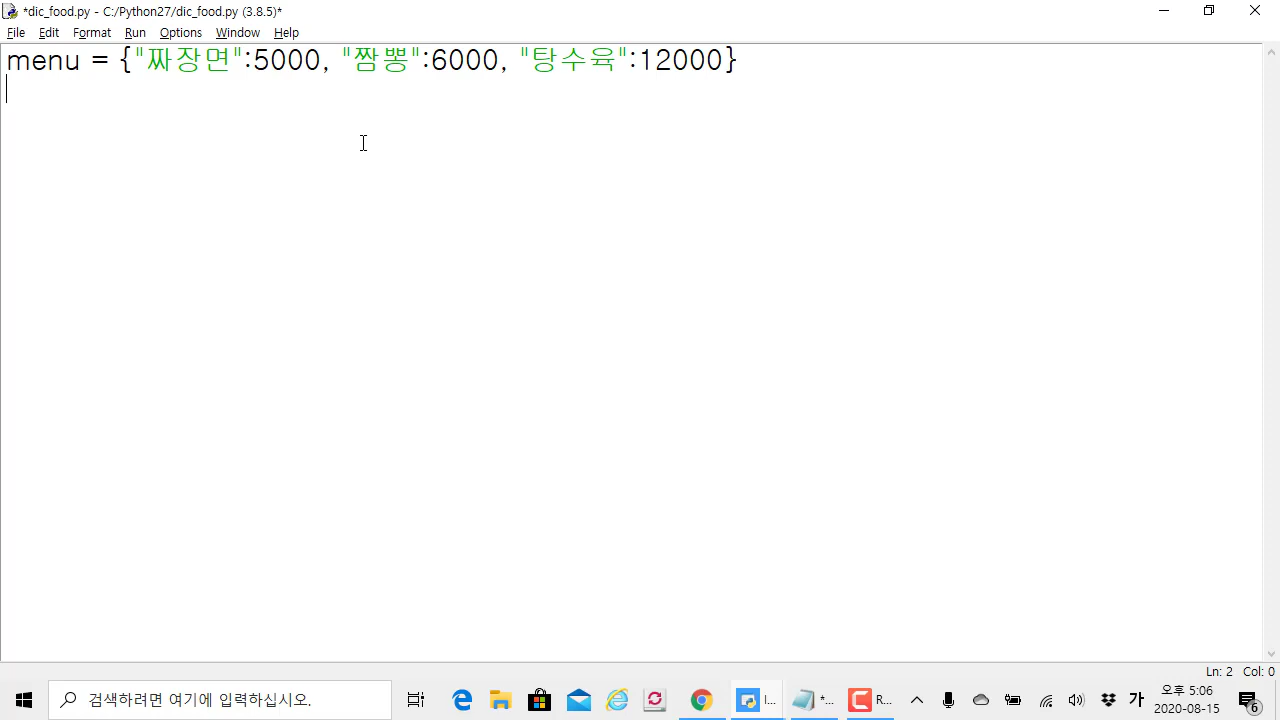 *dic_food.py - C:/Python27/dic_food.py (3.8.5)*
File Edit Format Run Options Window Help
menu = {"짜장면":5000, "짬뽕":6000, "탕수육":12000}
Ln: 2 Col: 0
검색하려면 여기에 입력하십시오.
I...
*...
R...
가
오후 5:06
2020-08-15
6